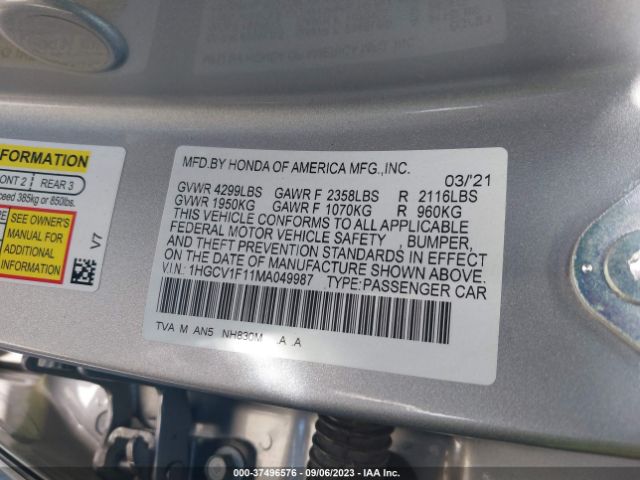 FORMATION
ONT 2 REAR 3
ceed 385kg or 850lbs.
SEE OWNER'S
MANUAL FOR
ADDITIONAL
INFORMATION
V7
MFD.BY HONDA OF AMERICA MFG.,INC.
03/'21
GVWR 4299LBS GAWR F 2358LBS R 2116LBS
GVWR 1950KG GAWR F 1070KG R 960KG
THIS VEHICLE CONFORMS TO ALL APPLICABLE
FEDERAL MOTOR VEHICLE SAFETY , BUMPER,
AND THEFT PREVENTION STANDARDS IN EFFECT
ON THE DATE OF MANUFACTURE SHOWN ABOVE.
V.I.N.: 1HGCV1F11MA049987 TYPE:PASSENGER CAR
TVA M AN5 NH830M .A .A
000-37496576 - 09/06/2023 - IAA Inc.